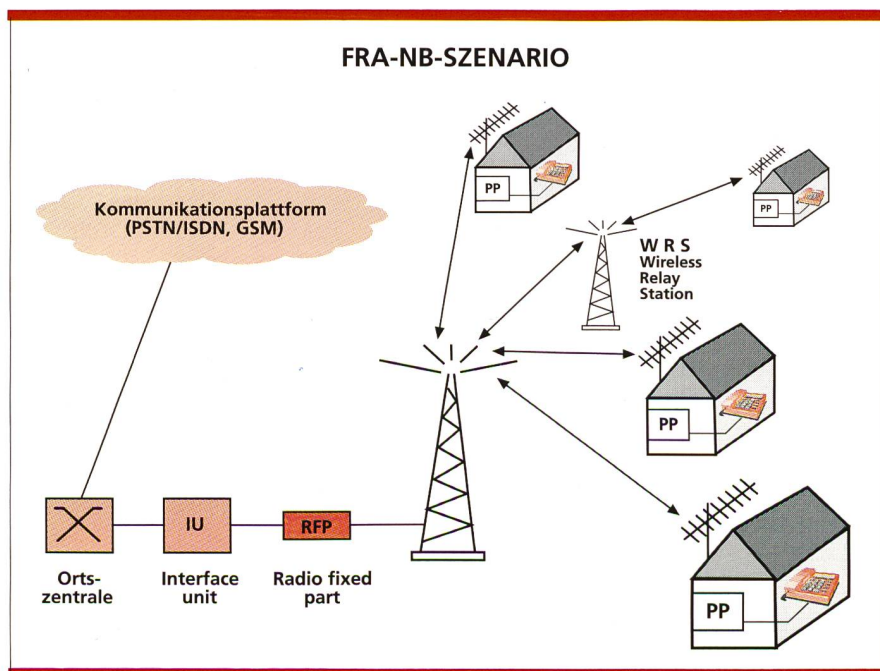 FRA-NB-SZENARIO
PP
PP
Kommunikationsplattform
(PSTN/ISDN, GSM)
W R S
Wireless
Relay
Station
PP
IU
RFP
PP
Orts-
zentrale
Interface
unit
Radio fixed
part